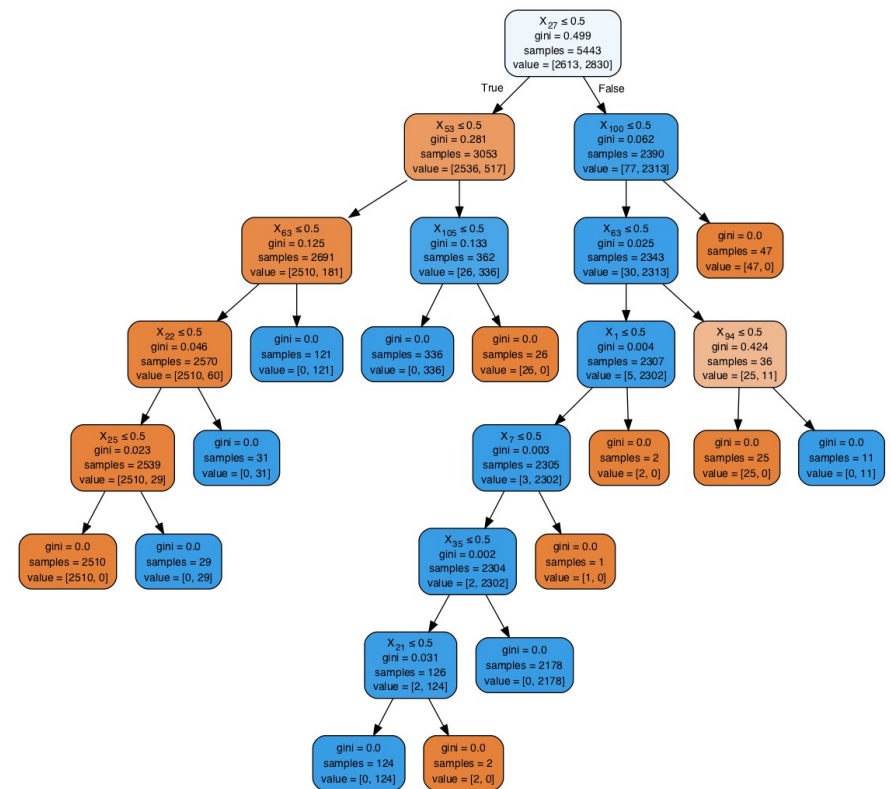 X27 ≤ 0.5
gini = 0.499
samples = 5443
value = [2613, 2830]
True
False
X53 ≤ 0.5
gini = 0.281
samples = 3053
value = [2536, 517]
X100 ≤ 0.5
gini = 0.062
samples = 2390
value = [77, 2313]
X63 ≤ 0.5
gini = 0.125
samples = 2691
value = [2510, 181]
X105 ≤ 0.5
gini = 0.133
samples = 362
value = [26, 336]
X63 ≤ 0.5
gini = 0.025
samples = 2343
value = [30, 2313]
gini = 0.0
samples = 47
value = [47, 0]
X22 ≤ 0.5
gini = 0.046
samples = 2570
value = [2510, 60]
gini = 0.0
samples = 121
value = [0, 121]
gini = 0.0
samples = 336
value = [0, 336]
gini = 0.0
samples = 26
value = [26, 0]
X1 ≤ 0.5
gini = 0.004
samples = 2307
value = [5, 2302]
X94 ≤ 0.5
gini = 0.424
samples = 36
value = [25, 11]
X25 ≤ 0.5
gini = 0.023
samples = 2539
value = [2510, 29]
gini = 0.0
samples = 31
value = [0, 31]
X7 ≤ 0.5
gini = 0.003
samples = 2305
value = [3, 2302]
gini = 0.0
samples = 2
value = [2, 0]
gini = 0.0
samples = 25
value = [25, 0]
gini = 0.0
samples = 11
value = [0, 11]
gini = 0.0
samples = 2510
value = [2510, 0]
gini = 0.0
samples = 29
value = [0, 29]
X35 ≤ 0.5
gini = 0.002
samples = 2304
value = [2, 2302]
gini = 0.0
samples = 1
value = [1, 0]
X21 ≤ 0.5
gini = 0.031
samples = 126
value = [2, 124]
gini = 0.0
samples = 2178
value = [0, 2178]
gini = 0.0
samples = 124
value = [0, 124]
gini = 0.0
samples = 2
value = [2, 0]